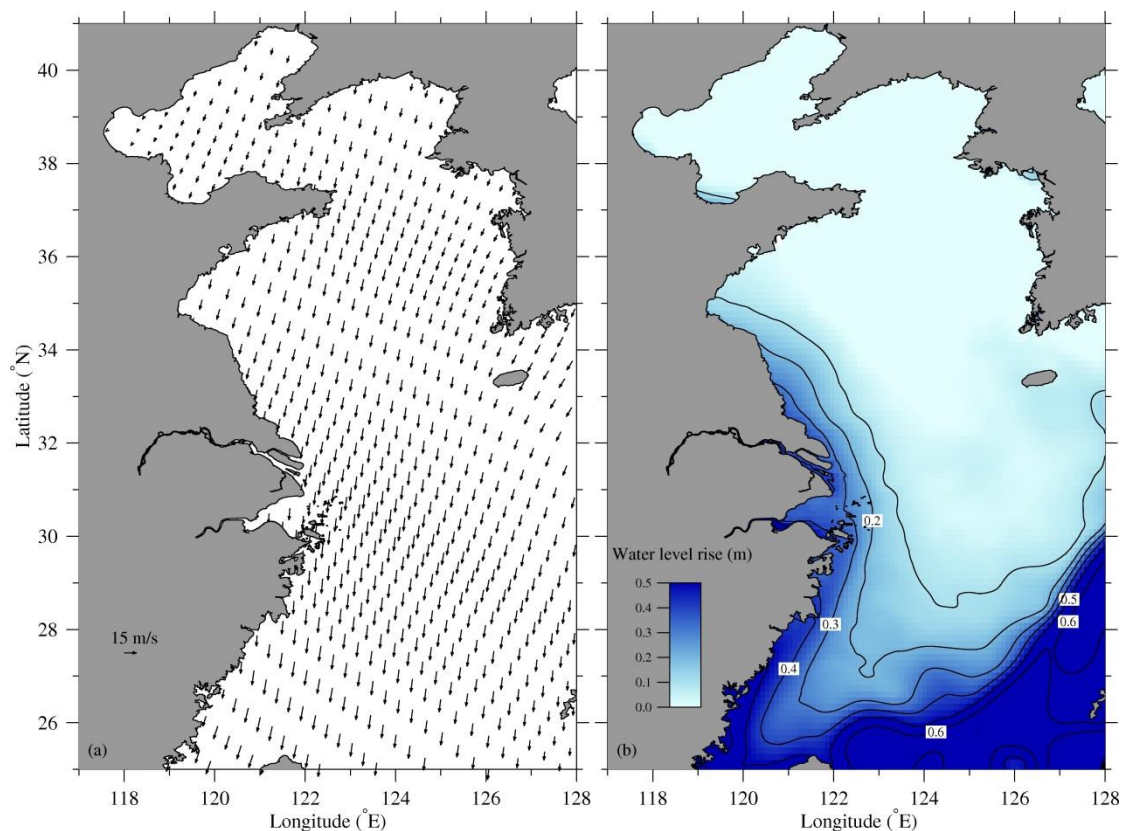 40
38
36
34
32
30
28
26
Latitude (°N)
15 m/s
(a)
118 120 122 124 126 128
Longitude (°E)
0.2
Water level rise (m)
0.5
0.4
0.3
0.2
0.1
0.0
0.5
0.6
0.3
0.4
0.6
(b)
118 120 122 124 126 128
Longitude (°E)